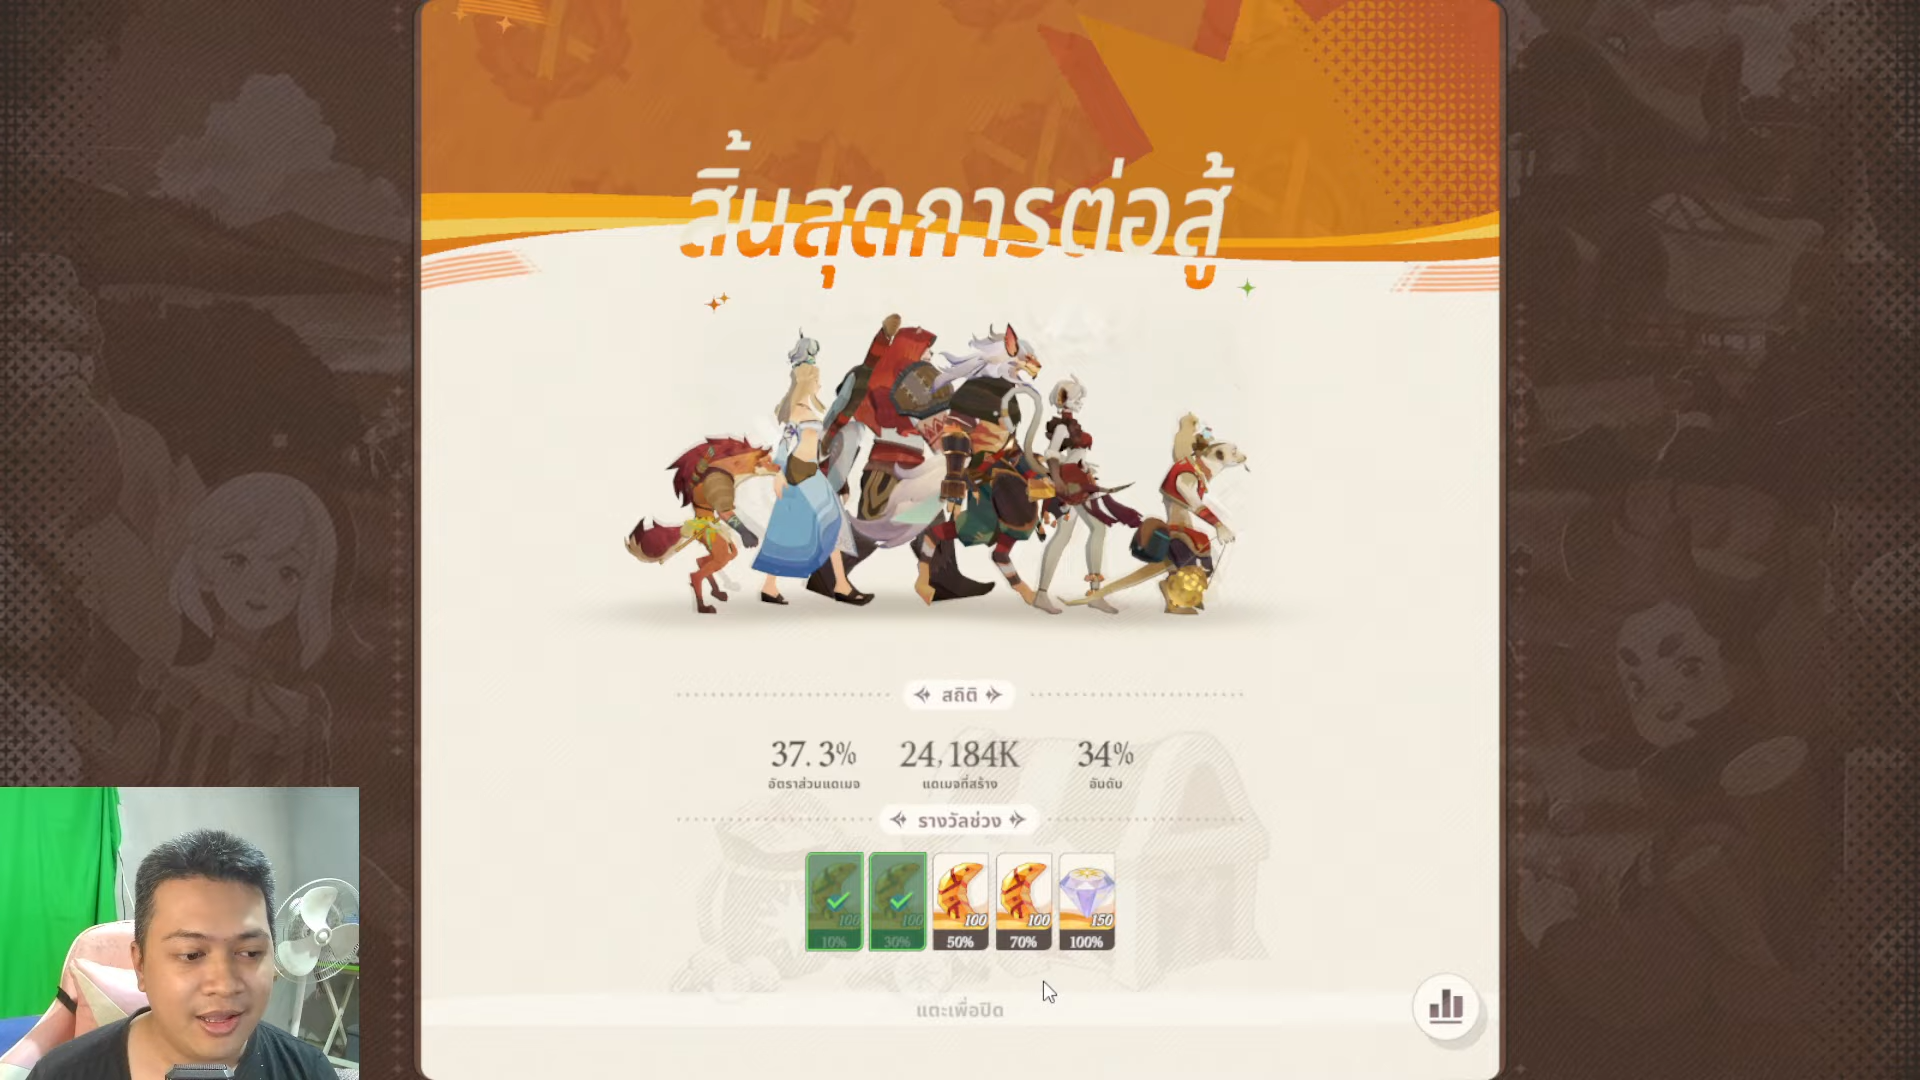 สิ้นสุดการต่อสู้
สถิติ
37.3% 24,184K 34%
อัตราส่วนแดเมจ แดเมจที่สร้าง อันดับ
รางวัลช่วง
100 100 100 100 150
10% 30% 50% 70% 100%
แตะเพื่อปิด